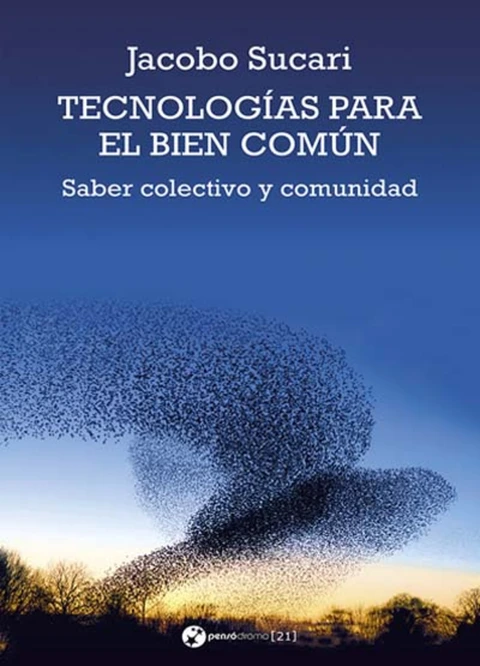 Jacobo Sucari
TECNOLOGÍAS PARA
EL BIEN COMÚN
Saber colectivo y comunidad
pensódromo [21]